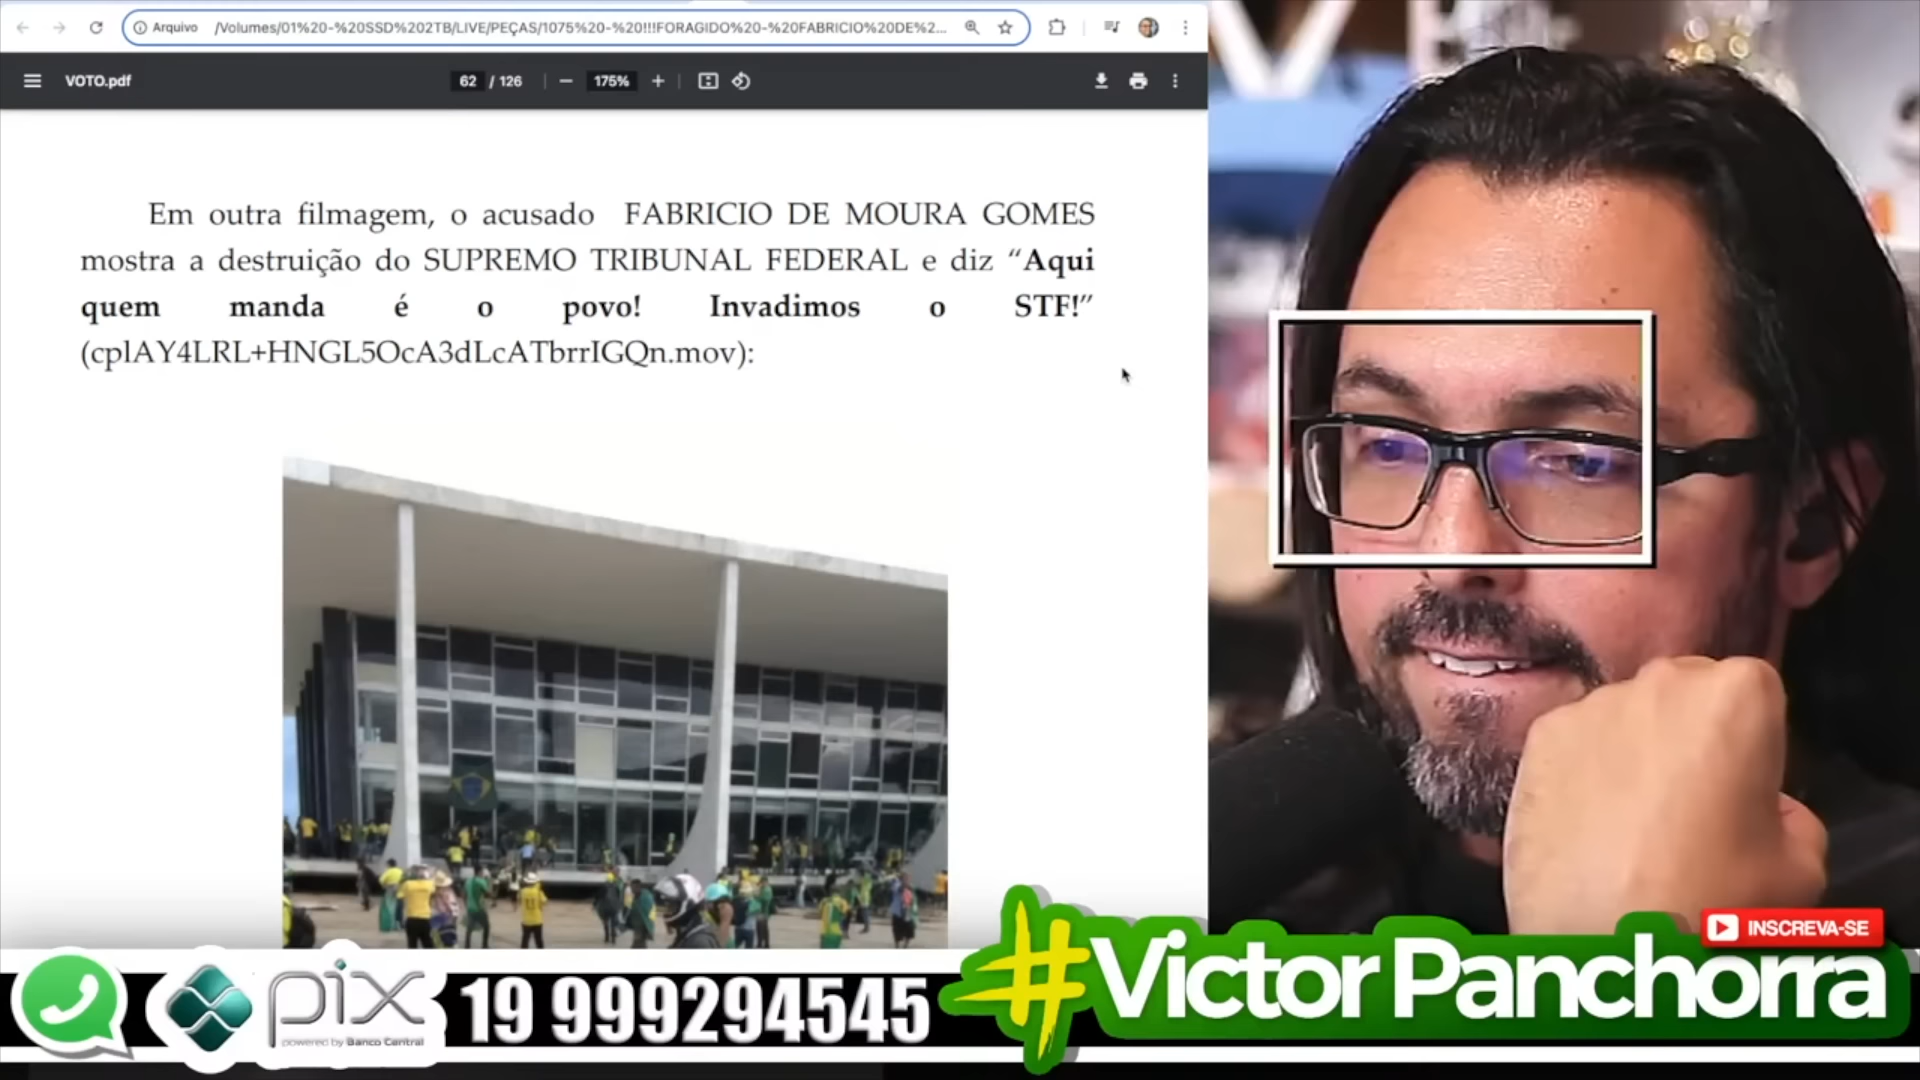 Arquivo /Volumes/01%20-%20SSD%202TB/LIVE/PEÇAS/1075%20-%20!!!FORAGIDO%20-%20FABRICIO%20DE%2...
VOTO.pdf 62 / 126 175%
Em outra filmagem, o acusado FABRICIO DE MOURA GOMES
mostra a destruição do SUPREMO TRIBUNAL FEDERAL e diz “Aqui
quem manda é o povo! Invadimos o STF!”
(cplAY4LRL+HNGL5OcA3dLcATbrrIGQn.mov):
INSCREVA-SE
pix
powered by Banco Central
19 999294545
#Victor Panchorra